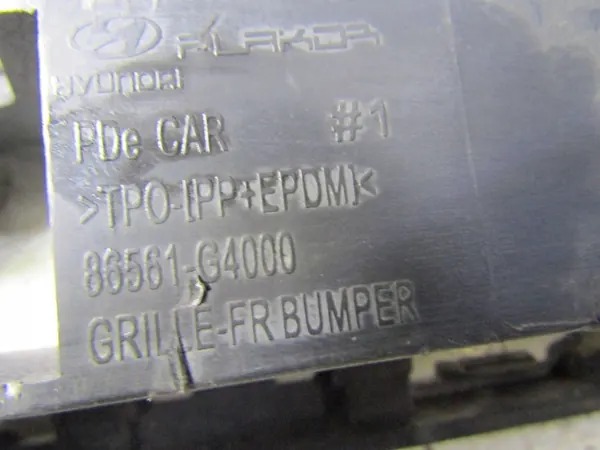 PLAKOR
HYUNDAI
PDe CAR #1
>TPO-(PP+EPDM)<
86561-G4000
GRILLE-FR BUMPER